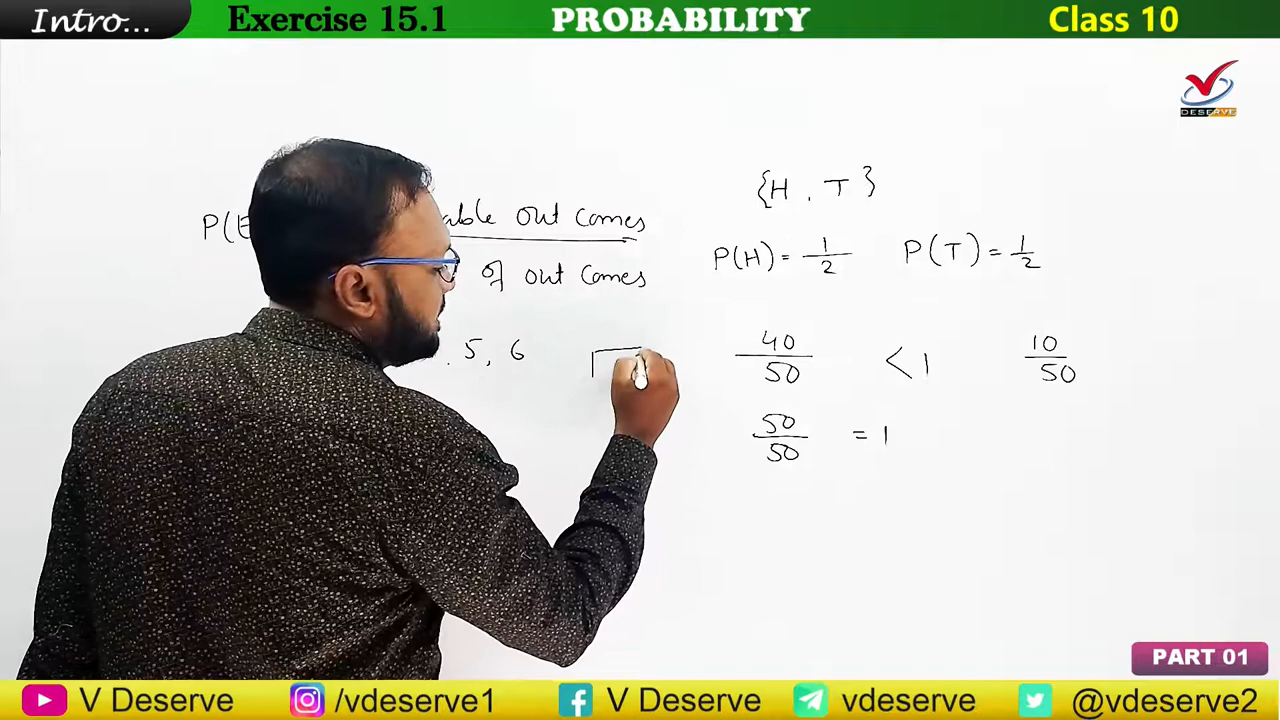 Intro...
Exercise 15.1
PROBABILITY
Class 10
DESERVE
P(E
able out comes
of out comes
. 5, 6
{H , T}
P(H) = 1/2
P(T) = 1/2
40/50 < 1
10/50
50/50 = 1
PART 01
V Deserve
/vdeserve1
V Deserve
vdeserve
@vdeserve2